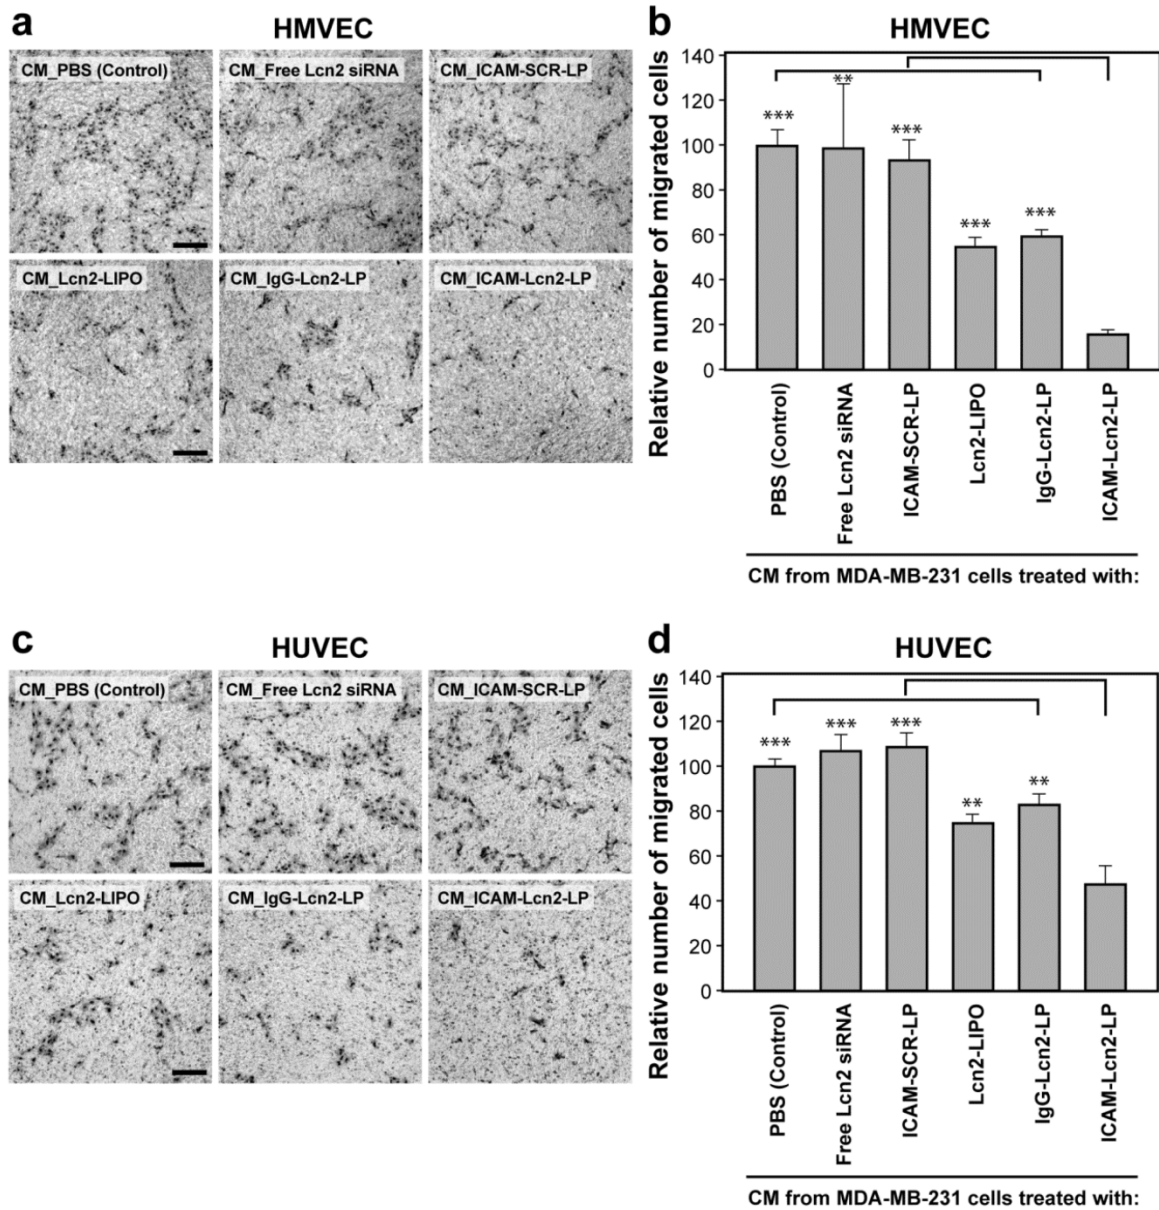 a
HMVEC
CM_PBS (Control)
CM_Free Lcn2 siRNA
CM_ICAM-SCR-LP
CM_Lcn2-LIPO
CM_IgG-Lcn2-LP
CM_ICAM-Lcn2-LP
b
HMVEC
Relative number of migrated cells
140
120
100
80
60
40
20
0
***
**
***
***
***
PBS (Control)
Free Lcn2 siRNA
ICAM-SCR-LP
Lcn2-LIPO
IgG-Lcn2-LP
ICAM-Lcn2-LP
CM from MDA-MB-231 cells treated with:
c
HUVEC
CM_PBS (Control)
CM_Free Lcn2 siRNA
CM_ICAM-SCR-LP
CM_Lcn2-LIPO
CM_IgG-Lcn2-LP
CM_ICAM-Lcn2-LP
d
HUVEC
Relative number of migrated cells
140
120
100
80
60
40
20
0
***
***
***
**
**
PBS (Control)
Free Lcn2 siRNA
ICAM-SCR-LP
Lcn2-LIPO
IgG-Lcn2-LP
ICAM-Lcn2-LP
CM from MDA-MB-231 cells treated with: